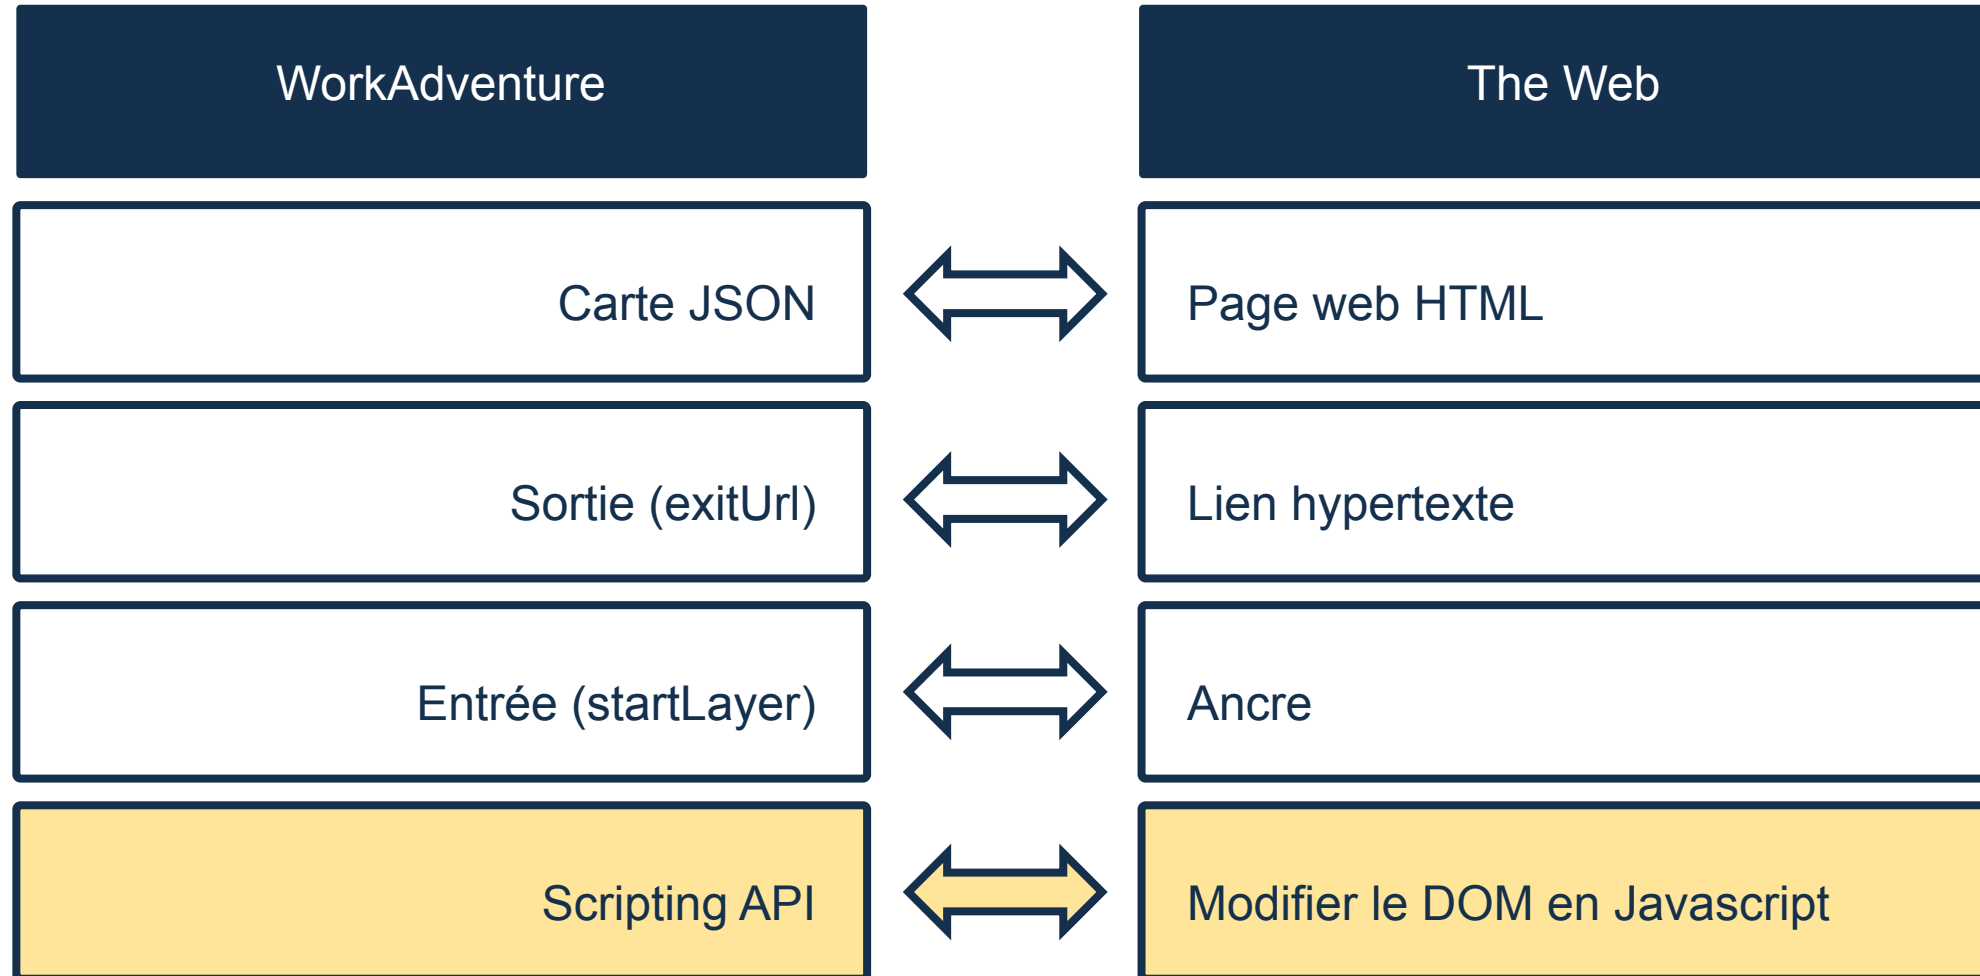 WorkAdventure
The Web
Carte JSON
Page web HTML
Sortie (exitUrl)
Lien hypertexte
Entrée (startLayer)
Ancre
Scripting API
Modifier le DOM en Javascript